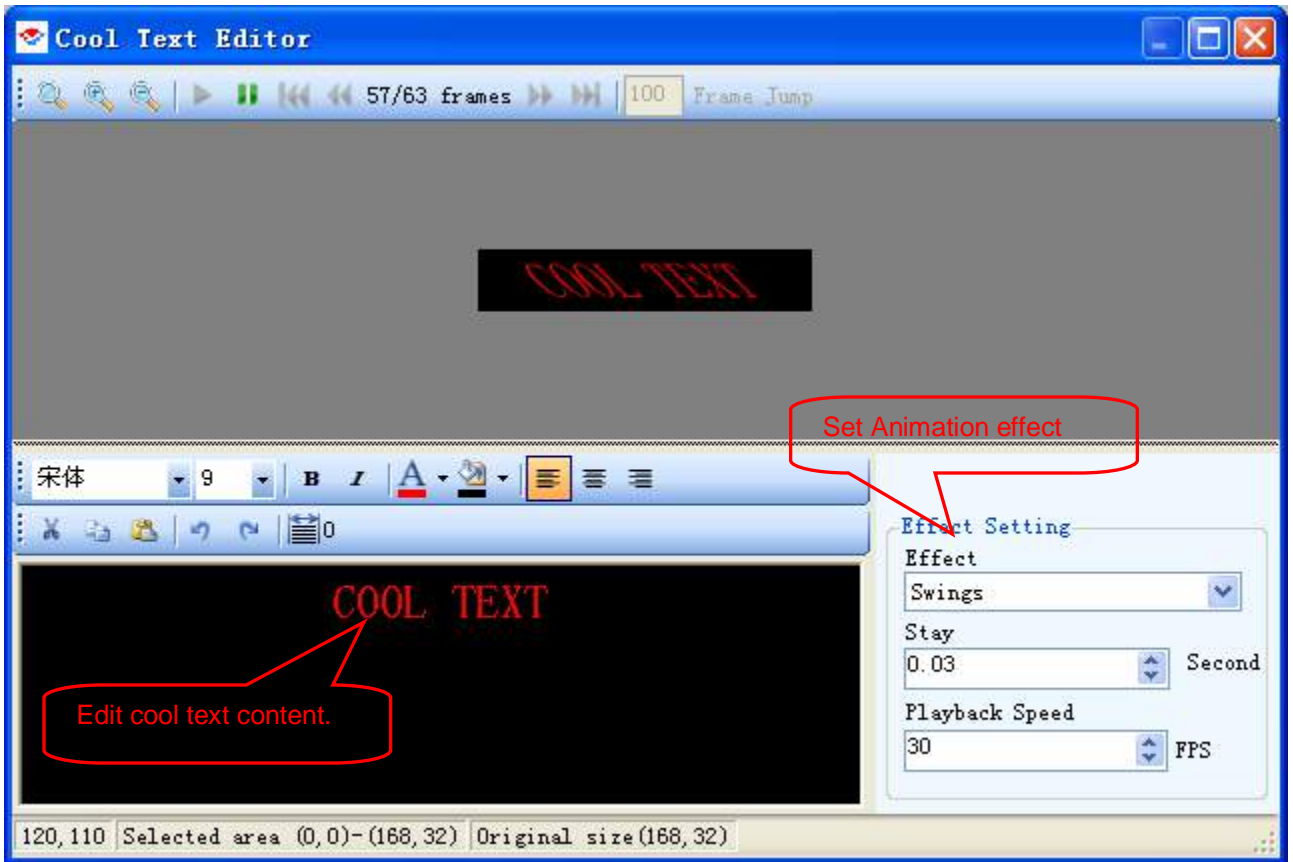 Cool Text Editor
57/63 frames 100 Frame Jump
COOL TEXT
Set Animation effect
宋体 9 B I A
0
Effect Setting
Effect
Swings
COOL TEXT
Stay
0.03 Second
Edit cool text content.
Playback Speed
30 FPS
120,110 Selected area (0,0)-(168,32) Original size(168,32)